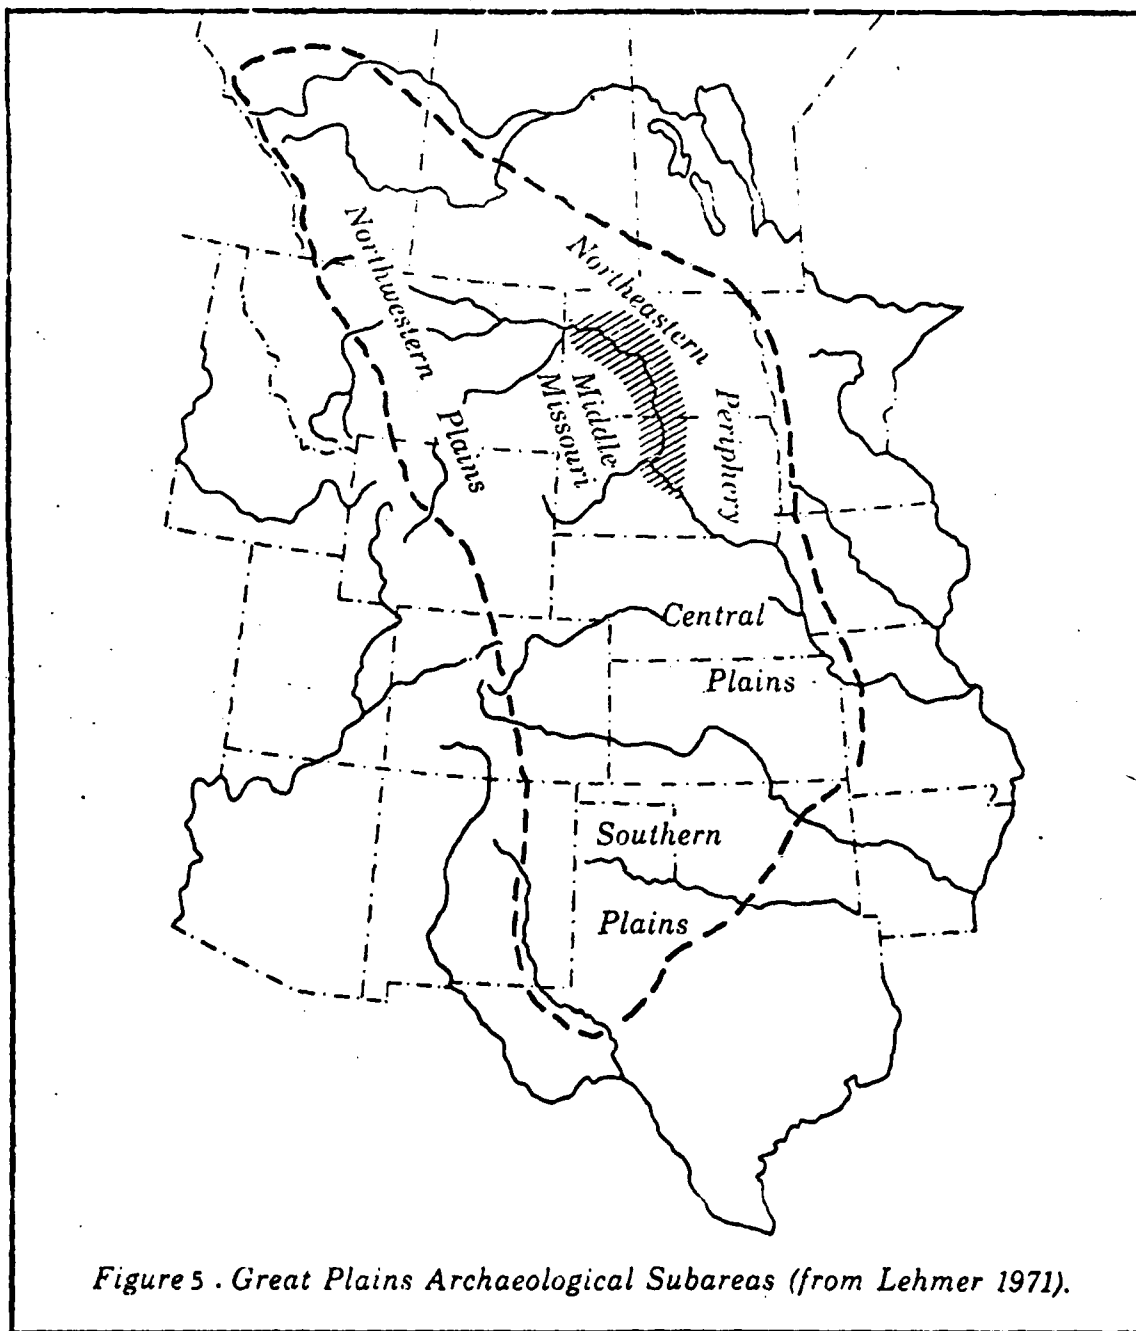 Northwestern
Plains
Northeastern
Periphery
Middle
Missouri
Central
Plains
Southern
Plains
Figure 5 . Great Plains Archaeological Subareas (from Lehmer 1971).